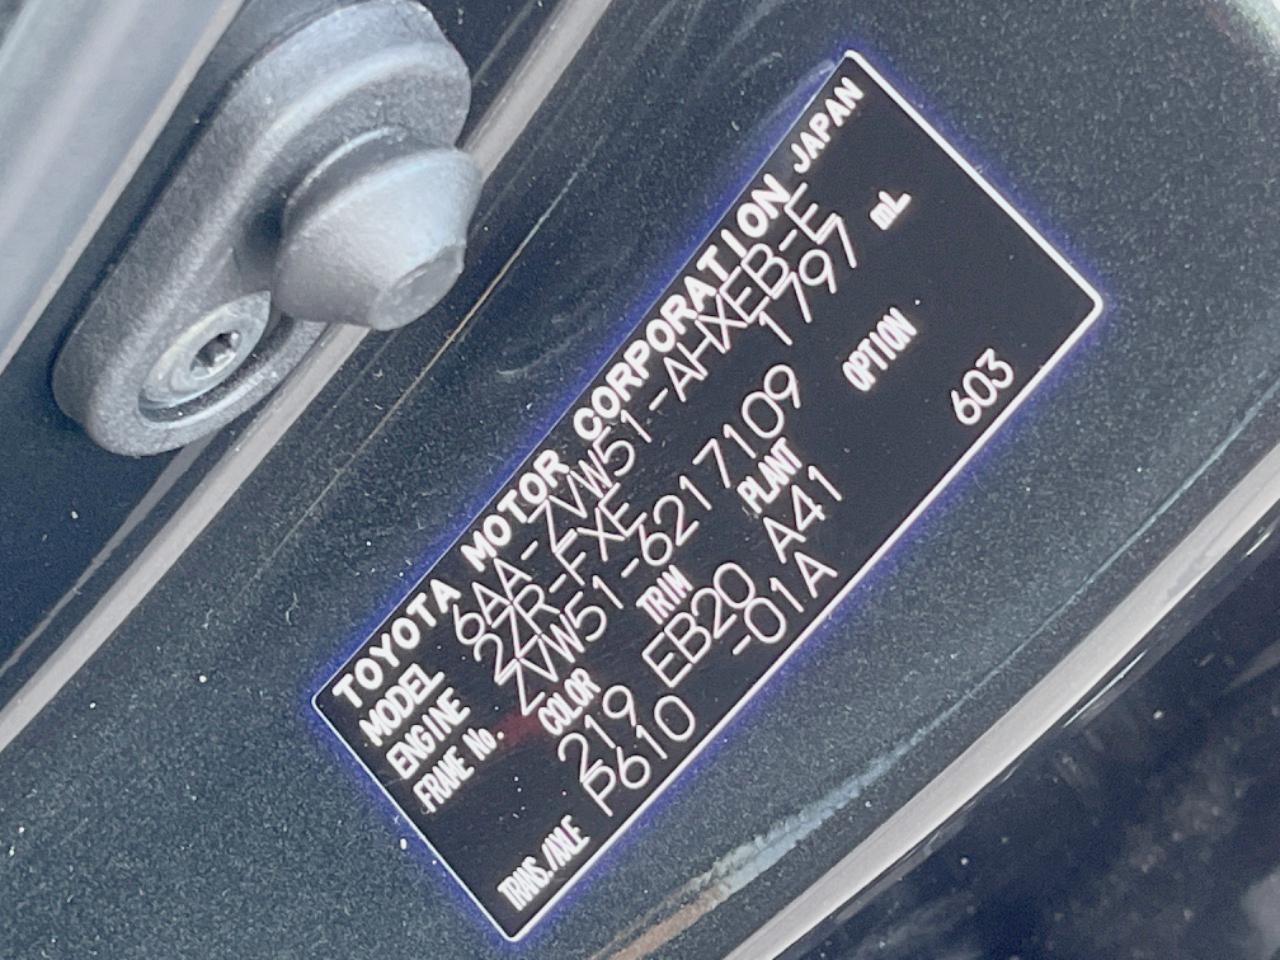 TOYOTA MOTOR CORPORATION JAPAN
MODEL 6AA-ZVW51-AHXEB-E
ENGINE 2ZR-FXE 1797 mL
FRAME No. ZVW51-6217109
COLOR TRIM PLANT OPTION
219 EB20 A41
TRANS./AXLE P610 -01A 603